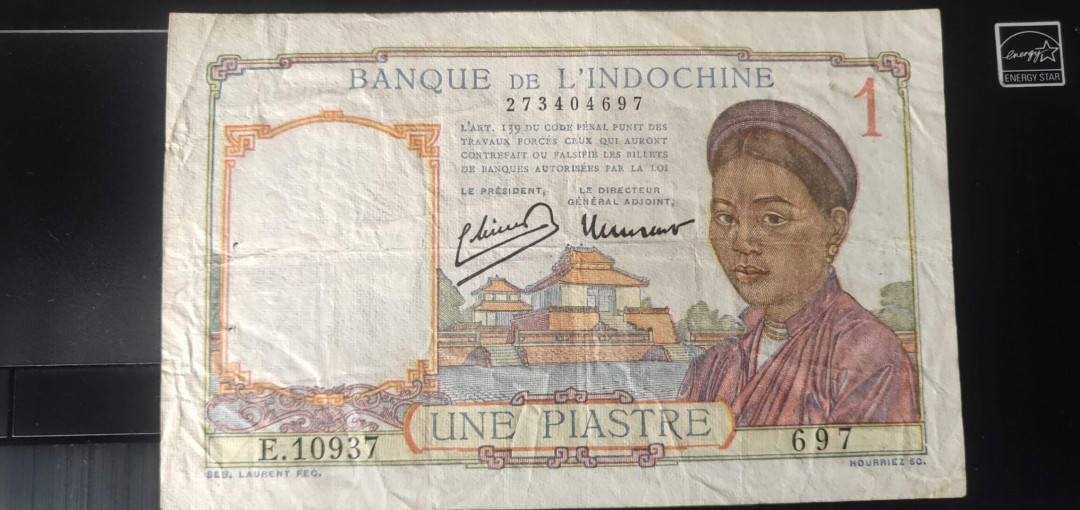 BANQUE DE L'INDOCHINE
273404697
1
L'ART. 139 DU CODE PÉNAL PUNIT DES
TRAVAUX FORCÉS CEUX QUI AURONT
CONTREFAIT OU FALSIFIÉ LES BILLETS
DE BANQUES AUTORISÉES PAR LA LOI
LE PRÉSIDENT,
LE DIRECTEUR
GÉNÉRAL ADJOINT,
UNE PIASTRE
E.10937
697
SEB. LAURENT FEC.
HOURRIEZ SC.
energy
ENERGY STAR